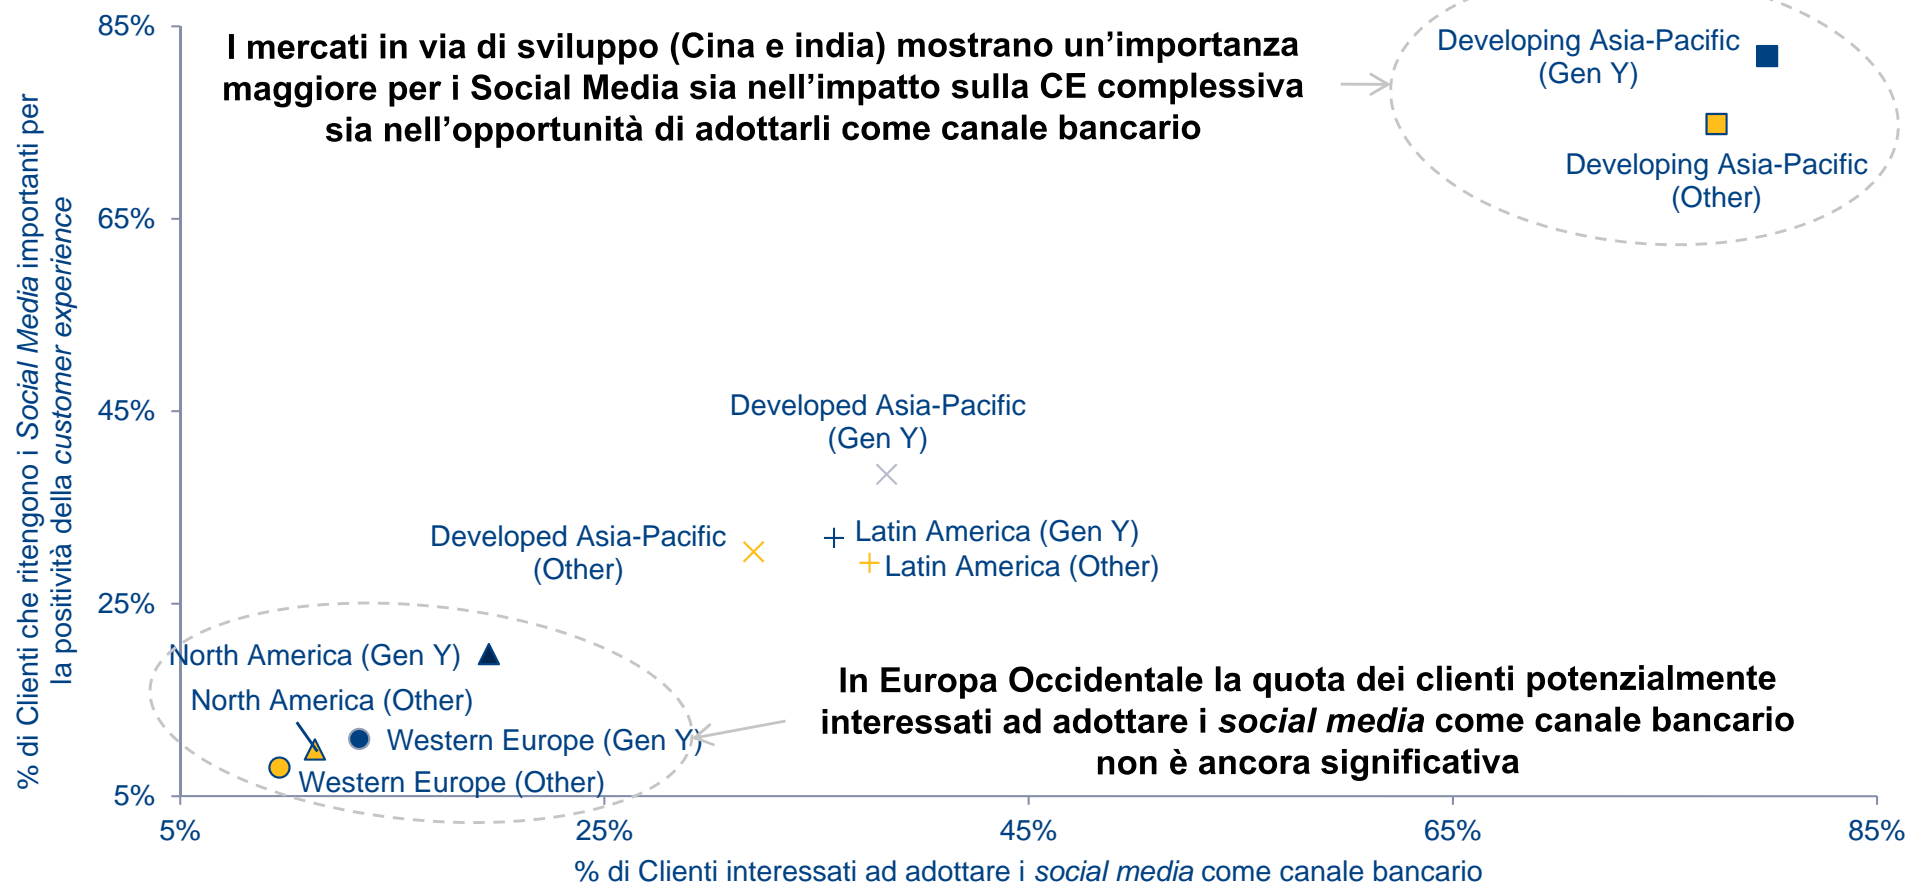 85%
I mercati in via di sviluppo (Cina e india) mostrano un'importanza
maggiore per i Social Media sia nell'impatto sulla CE complessiva
sia nell'opportunità di adottarli come canale bancario
Developing Asia-Pacific
(Gen Y)
Developing Asia-Pacific
(Other)
% di Clienti che ritengono i Social Media importanti per
la positività della customer experience
65%
45%
Developed Asia-Pacific
(Gen Y)
Developed Asia-Pacific
(Other)
Latin America (Gen Y)
Latin America (Other)
25%
North America (Gen Y)
North America (Other)
Western Europe (Gen Y)
Western Europe (Other)
In Europa Occidentale la quota dei clienti potenzialmente
interessati ad adottare i social media come canale bancario
non è ancora significativa
5%
5%
25%
45%
65%
85%
% di Clienti interessati ad adottare i social media come canale bancario